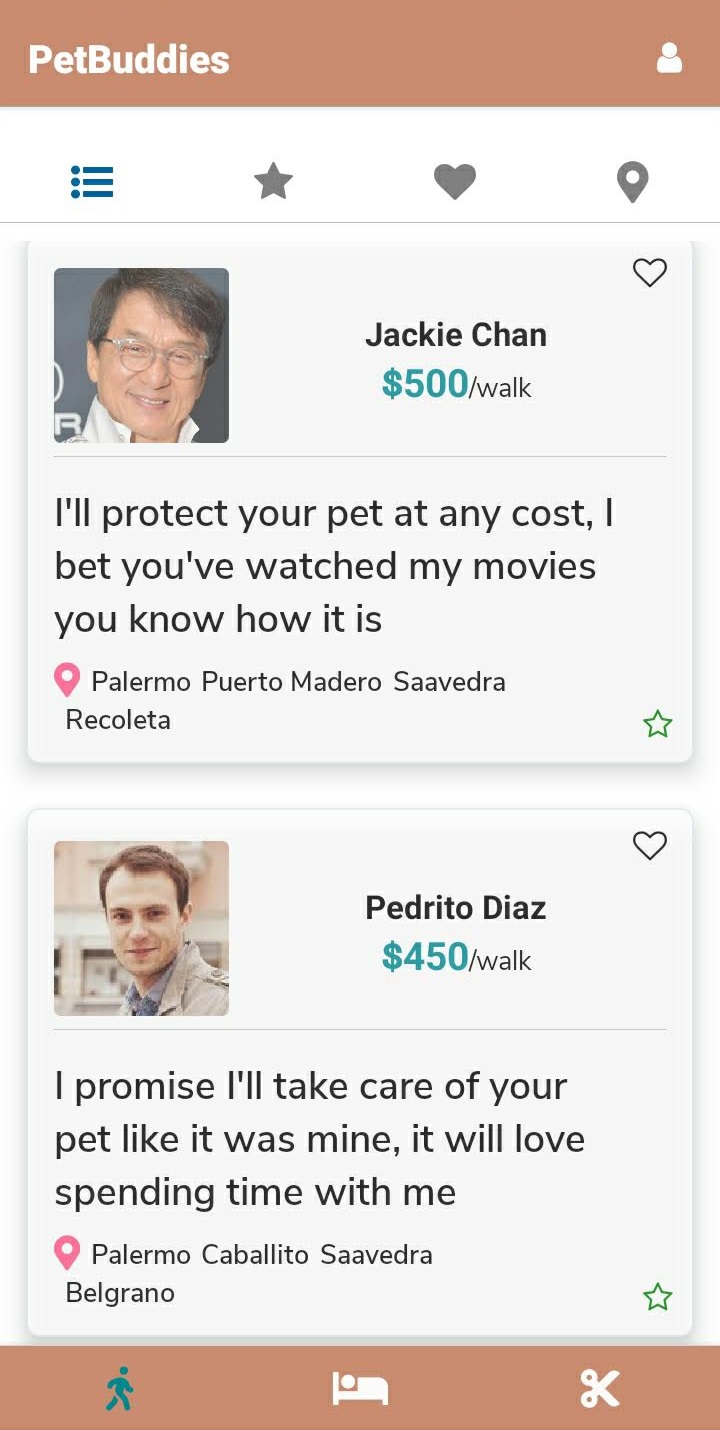 PetBuddies
Jackie Chan
$500/walk
I'll protect your pet at any cost, I
bet you've watched my movies
you know how it is
Palermo Puerto Madero Saavedra
Recoleta
Pedrito Diaz
$450/walk
I promise I'll take care of your
pet like it was mine, it will love
spending time with me
Palermo Caballito Saavedra
Belgrano